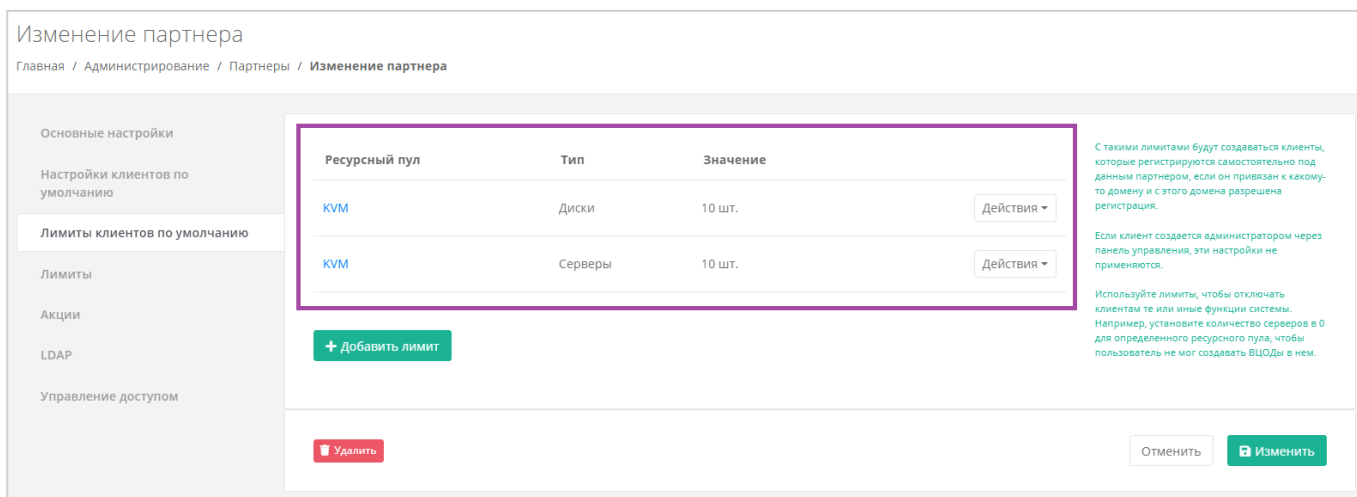 Изменение партнера
Главная / Администрирование / Партнеры / Изменение партнера
Основные настройки
Настройки клиентов по
умолчанию
Лимиты клиентов по умолчанию
Лимиты
Акции
LDAP
Управление доступом
Ресурсный пул Тип Значение
KVM Диски 10 шт. Действия
KVM Серверы 10 шт. Действия
+ Добавить лимит
С такими лимитами будут создаваться клиенты,
которые регистрируются самостоятельно под
данным партнером, если он привязан к какому-
то домену и с этого домена разрешена
регистрация.
Если клиент создается администратором через
панель управления, эти настройки не
применяются.
Используйте лимиты, чтобы отключать
клиентам те или иные функции системы.
Например, установите количество серверов в 0
для определенного ресурсного пула, чтобы
пользователь не мог создавать ВЦОДы в нем.
Удалить
Отменить Изменить